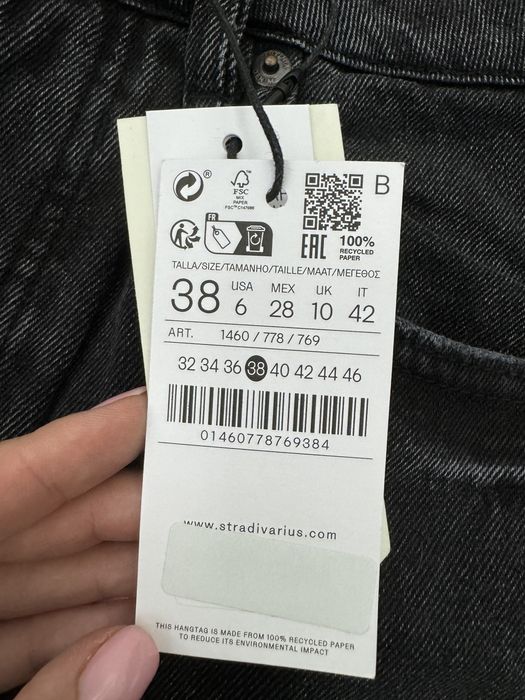 ®
FSC
MIX
PAPER
B
FR
EAC
100%
RECYCLED
PAPER
TALLA/SIZE/TAMANHO/TAILLE/MAAT/ΜΕΓΕΘΟΣ
38 USA MEX UK IT
6 28 10 42
ART. 1460 / 778 / 769
32 34 36 38 40 42 44 46
01460778769384
www.stradivarius.com
THIS HANGTAG IS MADE FROM 100% RECYCLED PAPER
TO REDUCE ITS ENVIRONMENTAL IMPACT